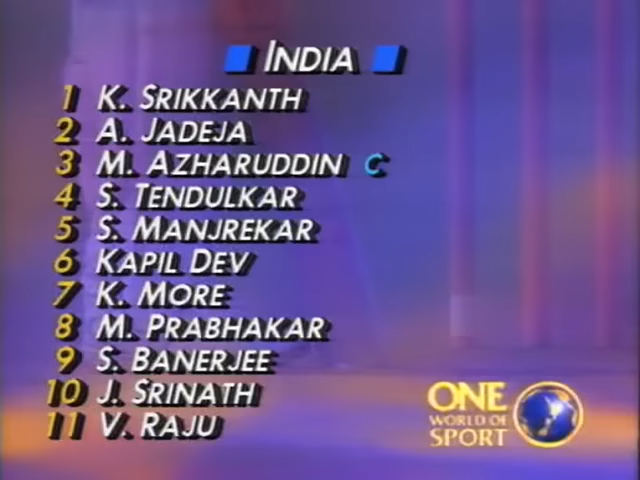 INDIA
1 K. SRIKKANTH
2 A. JADEJA
3 M. AZHARUDDIN C
4 S. TENDULKAR
5 S. MANJREKAR
6 KAPIL DEV
7 K. MORE
8 M. PRABHAKAR
9 S. BANERJEE
10 J. SRINATH
11 V. RAJU
ONE
WORLD OF
SPORT